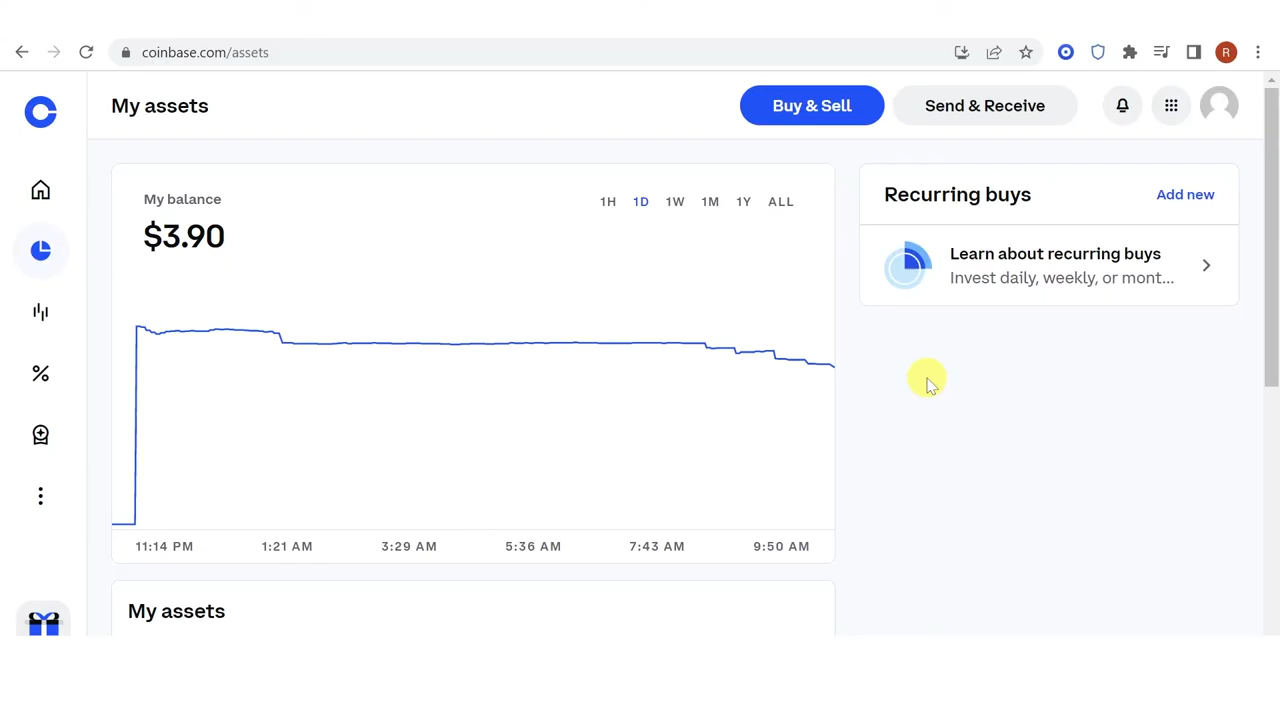 coinbase.com/assets
R
My assets
Buy & Sell
Send & Receive
My balance
1H 1D 1W 1M 1Y ALL
$3.90
Recurring buys
Add new
Learn about recurring buys
Invest daily, weekly, or mont...
11:14 PM 1:21 AM 3:29 AM 5:36 AM 7:43 AM 9:50 AM
My assets